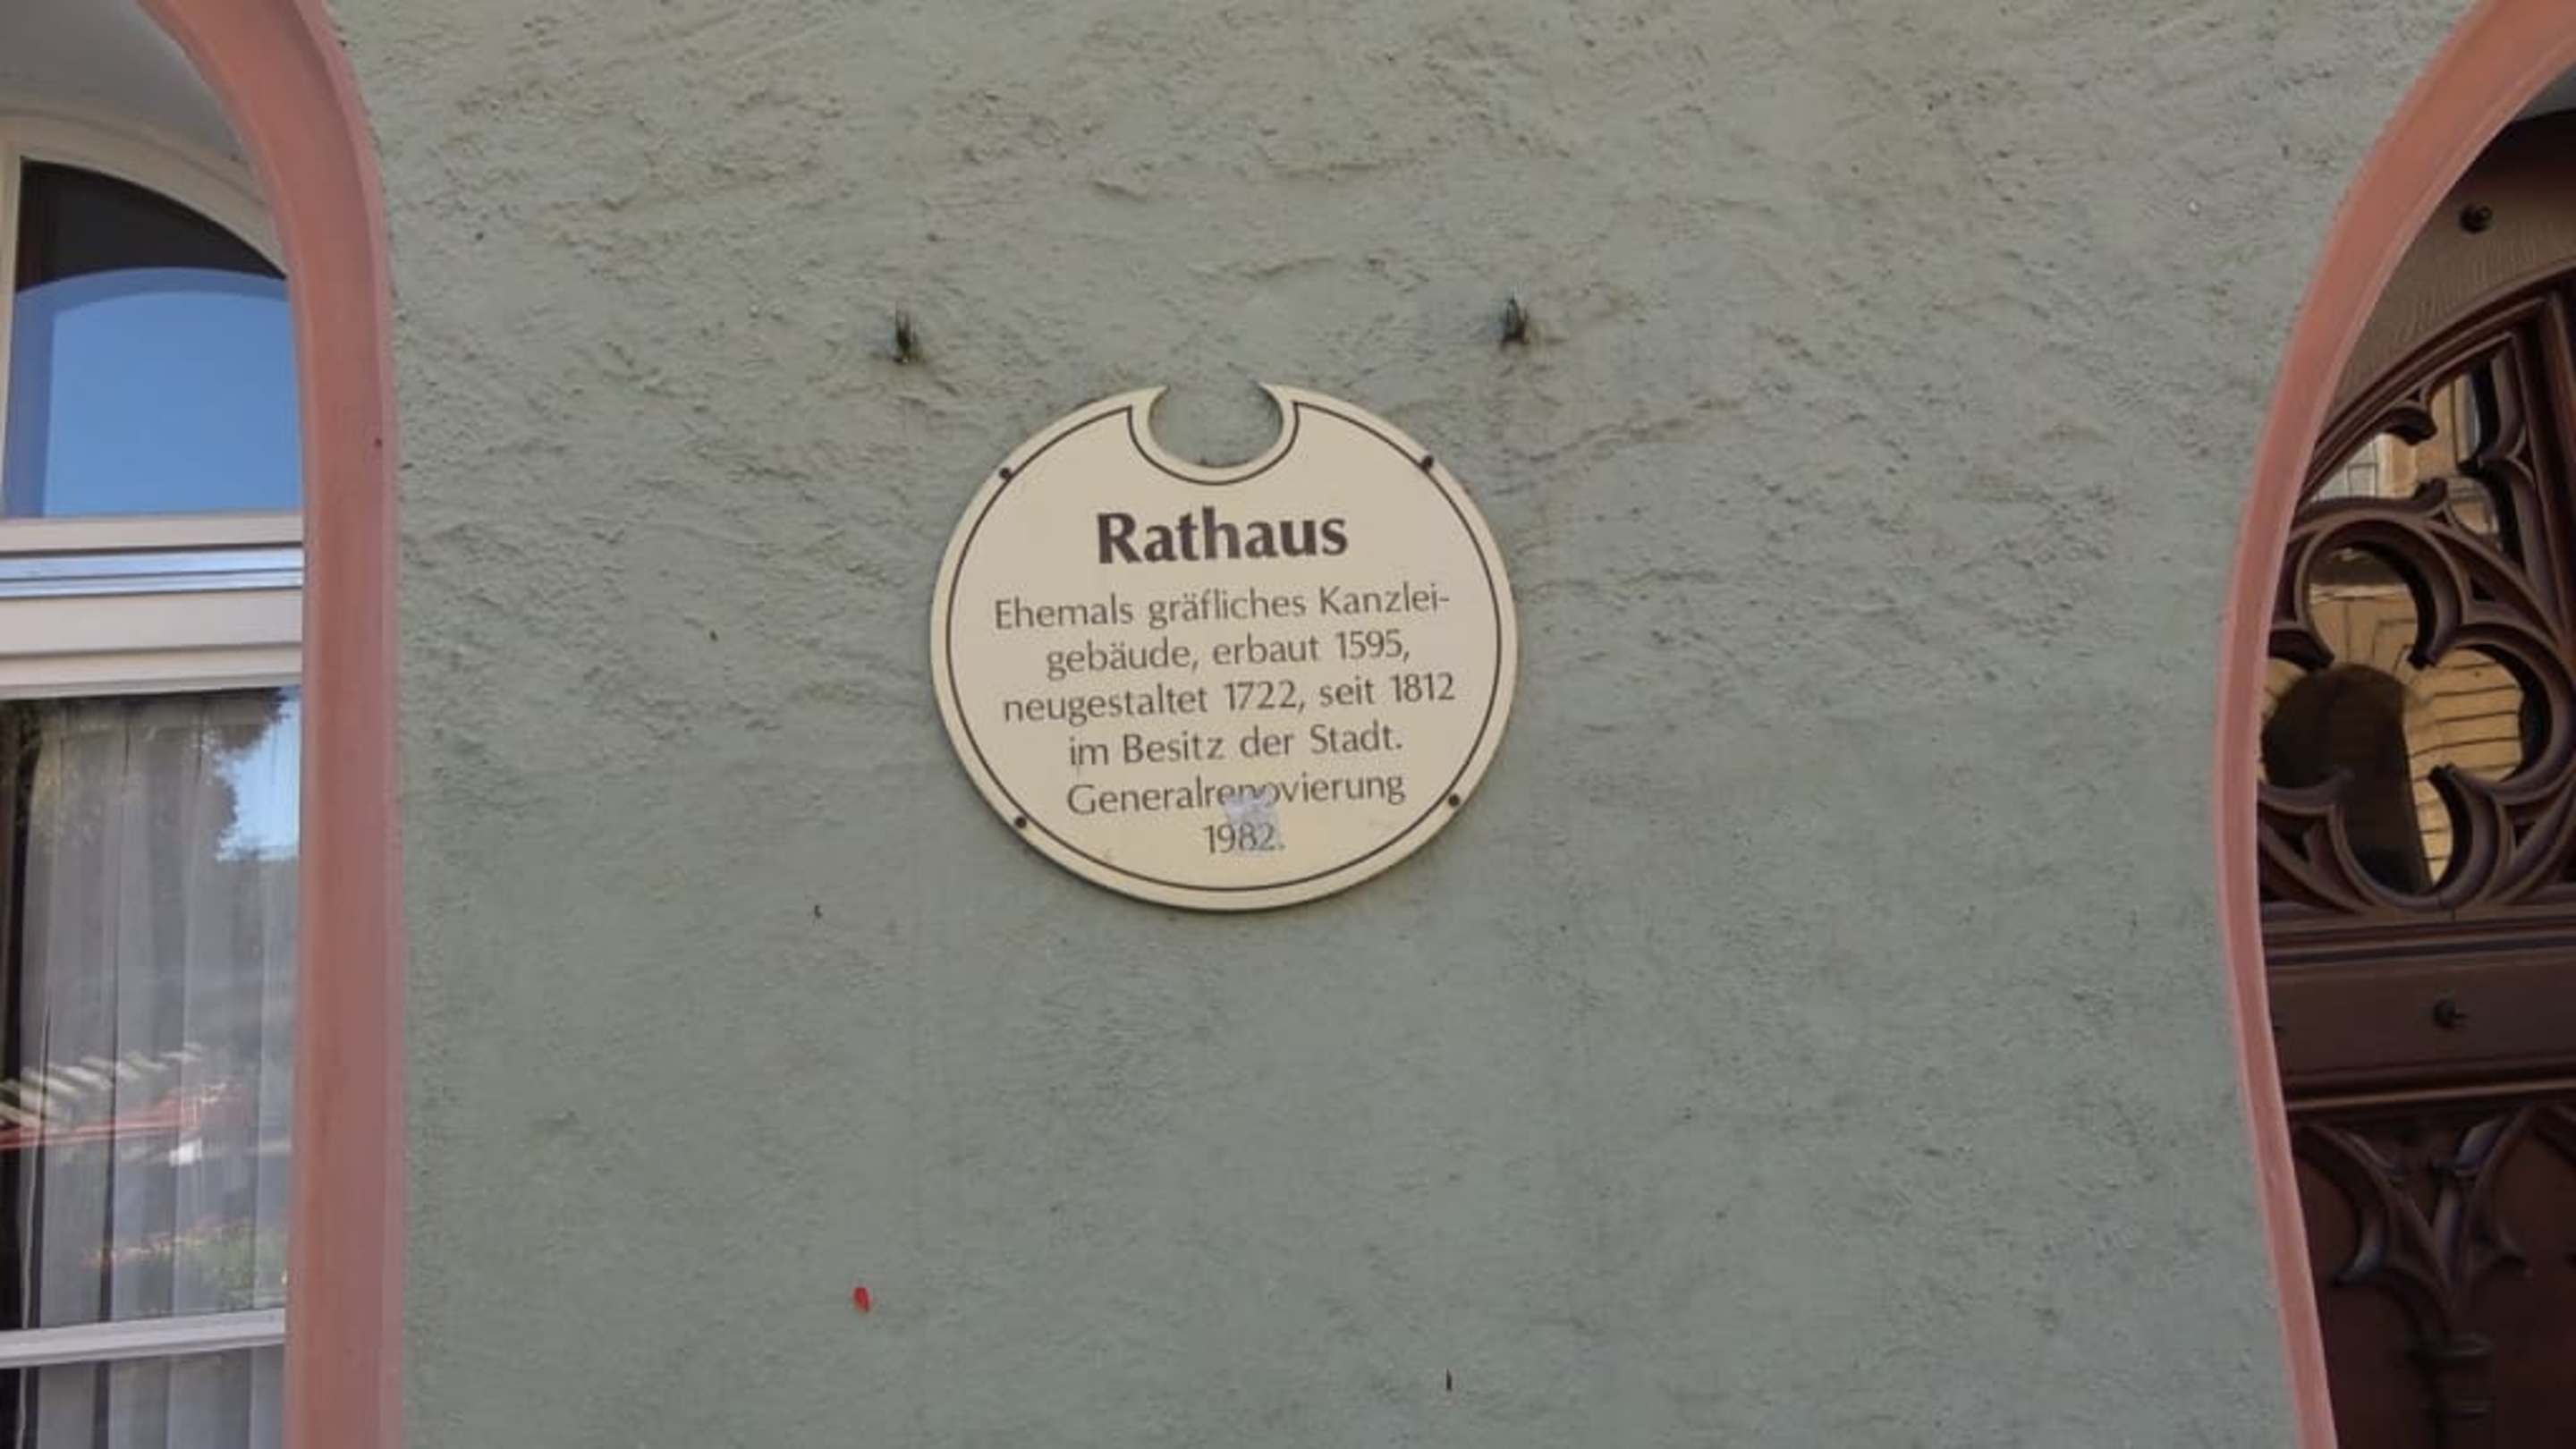 Rathaus
Ehemals gräfliches Kanzlei-
gebäude, erbaut 1595,
neugestaltet 1722, seit 1812
im Besitz der Stadt.
Generalrenovierung
1982.